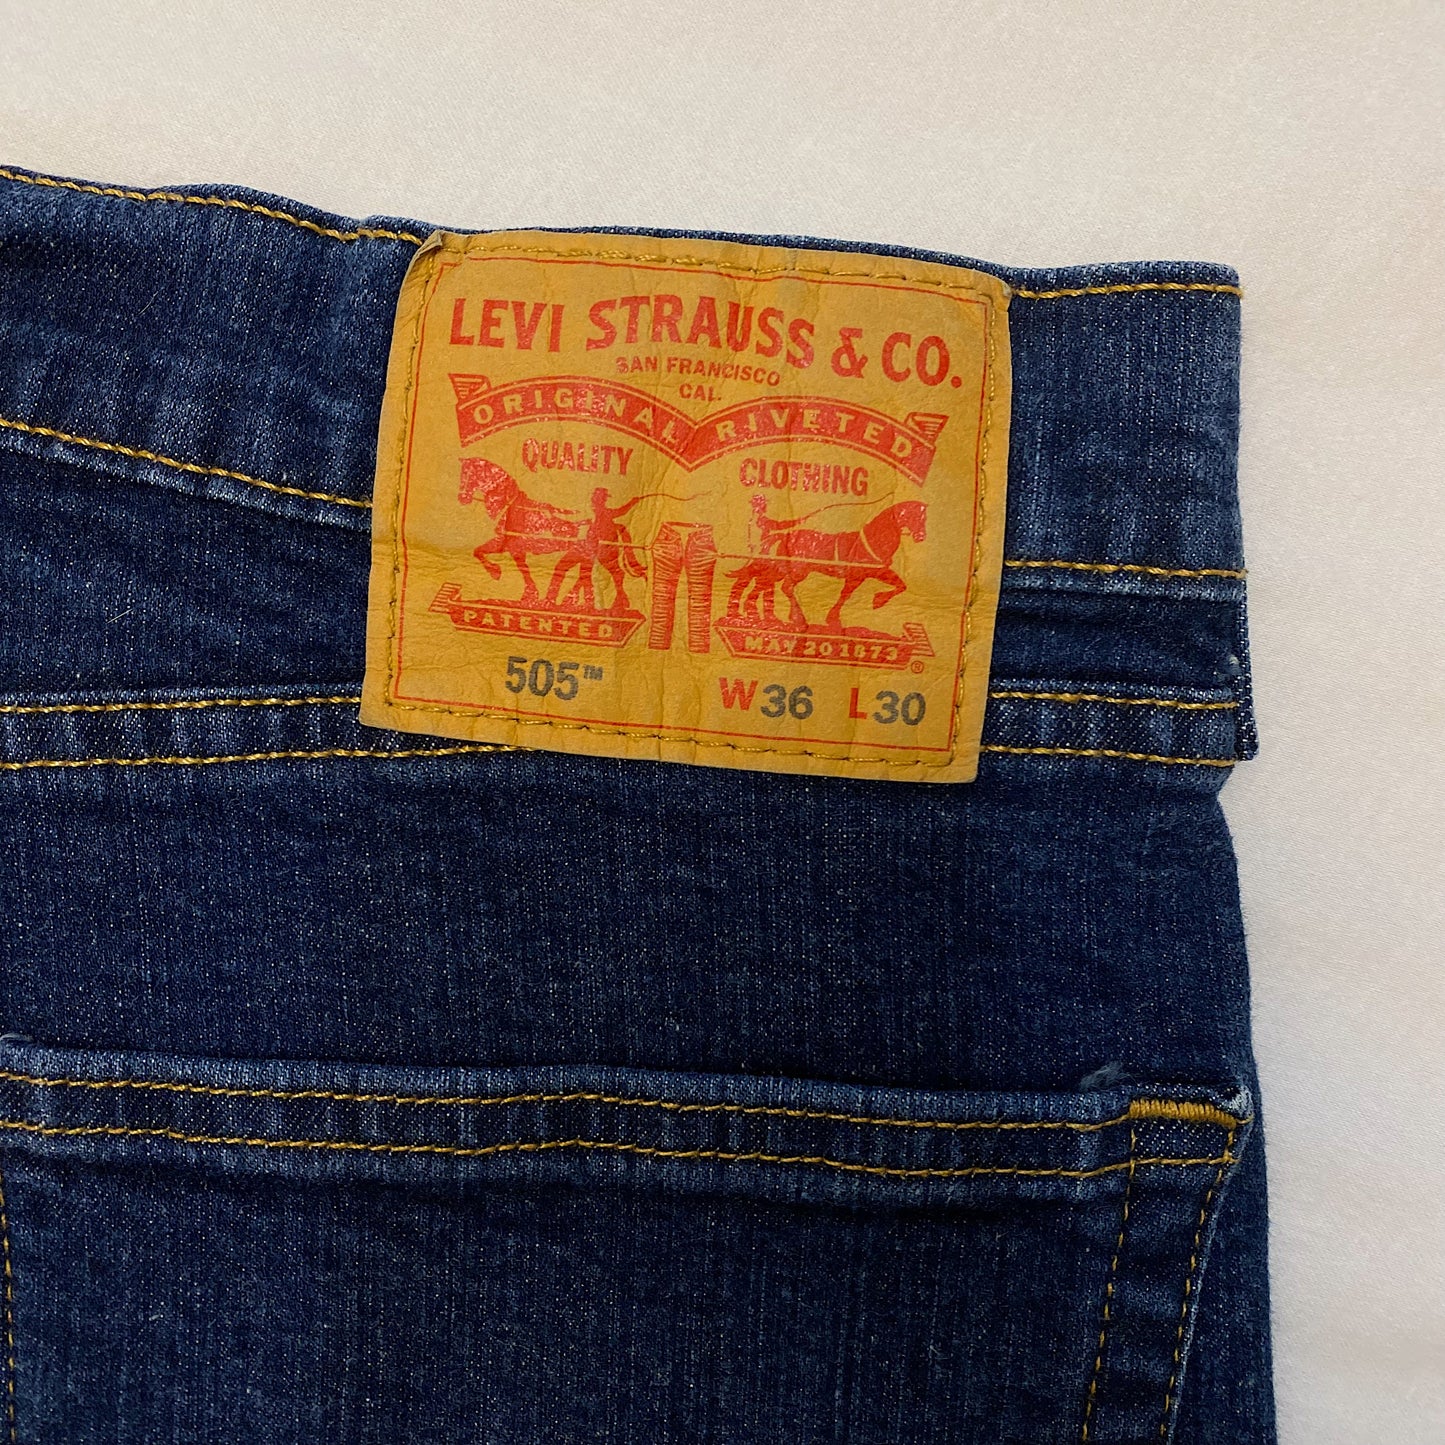 LEVI STRAUSS & CO.
SAN FRANCISCO
CAL.
ORIGINAL RIVETED
QUALITY CLOTHING
PATENTED MAY 20 1873 ®
505™ W36 L30